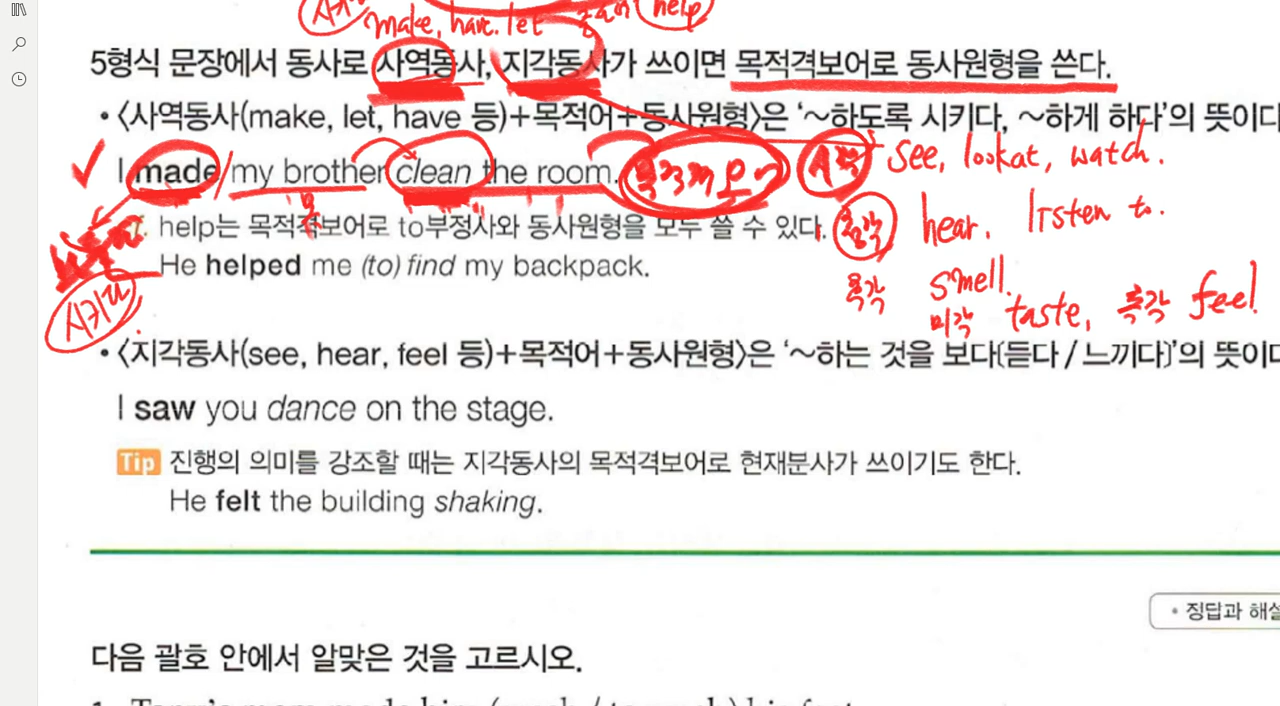 make, have. let help
5형식 문장에서 동사로 사역동사, 지각동사가 쓰이면 목적격보어로 동사원형을 쓴다.
• 〈사역동사(make, let, have 등)+목적어+동사원형〉은 ‘～하도록 시키다, ～하게 하다’의 뜻이다
I made my brother clean the room. 목적격보어 시각 see, lookat, watch.
목
help는 목적격보어로 to부정사와 동사원형을 모두 쓸 수 있다. 청각 hear. listen to.
He helped me (to) find my backpack.
smell.
시키다 미각 taste, 촉각 feel
• 〈지각동사(see, hear, feel 등)+목적어+동사원형〉은 ‘～하는 것을 보다〔듣다 / 느끼다〕’의 뜻이다
I saw you dance on the stage.
Tip 진행의 의미를 강조할 때는 지각동사의 목적격보어로 현재분사가 쓰이기도 한다.
He felt the building shaking.
• 정답과 해설
다음 괄호 안에서 알맞은 것을 고르시오.